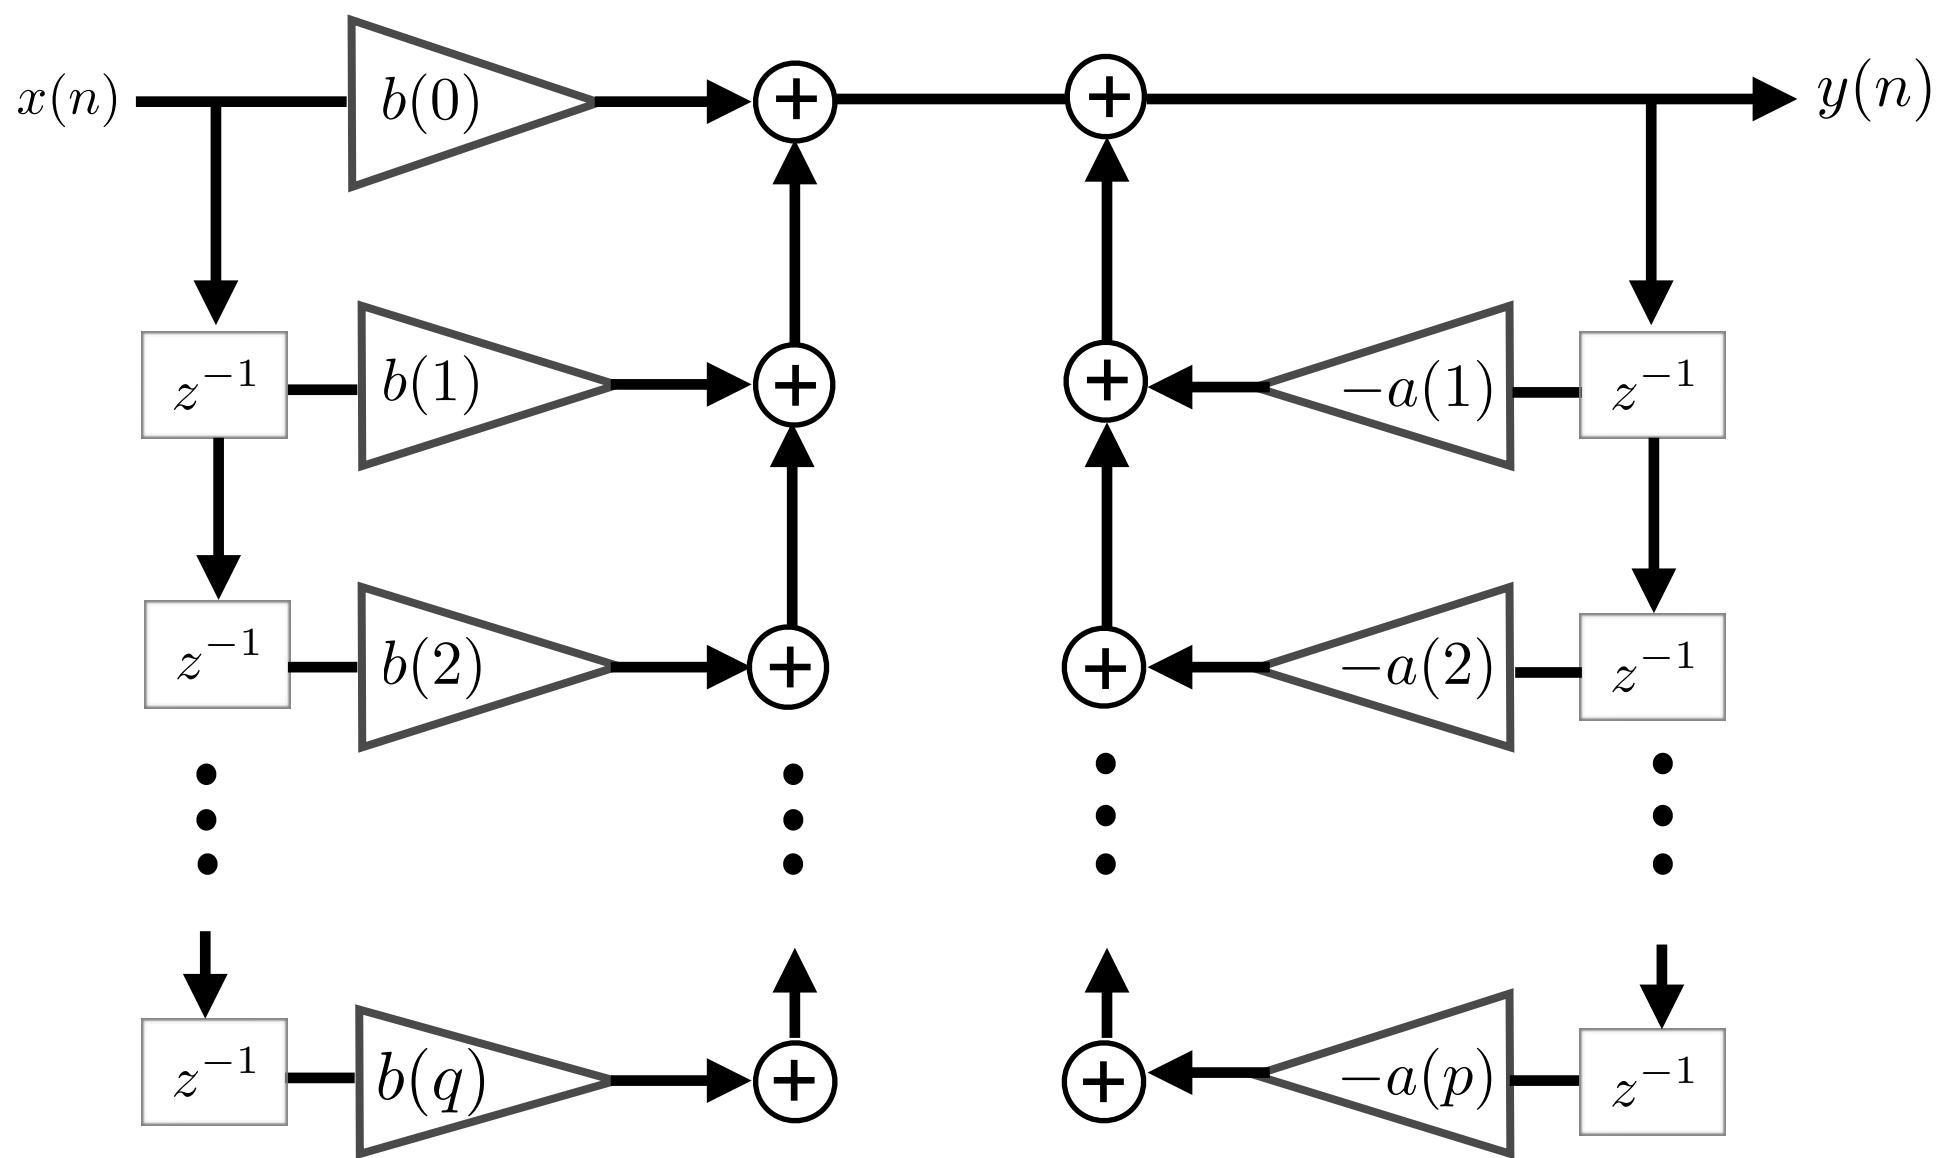 x(n) b(0) + + y(n)
z⁻¹ b(1) + + −a(1) z⁻¹
z⁻¹ b(2) + + −a(2) z⁻¹
z⁻¹ b(q) + + −a(p) z⁻¹